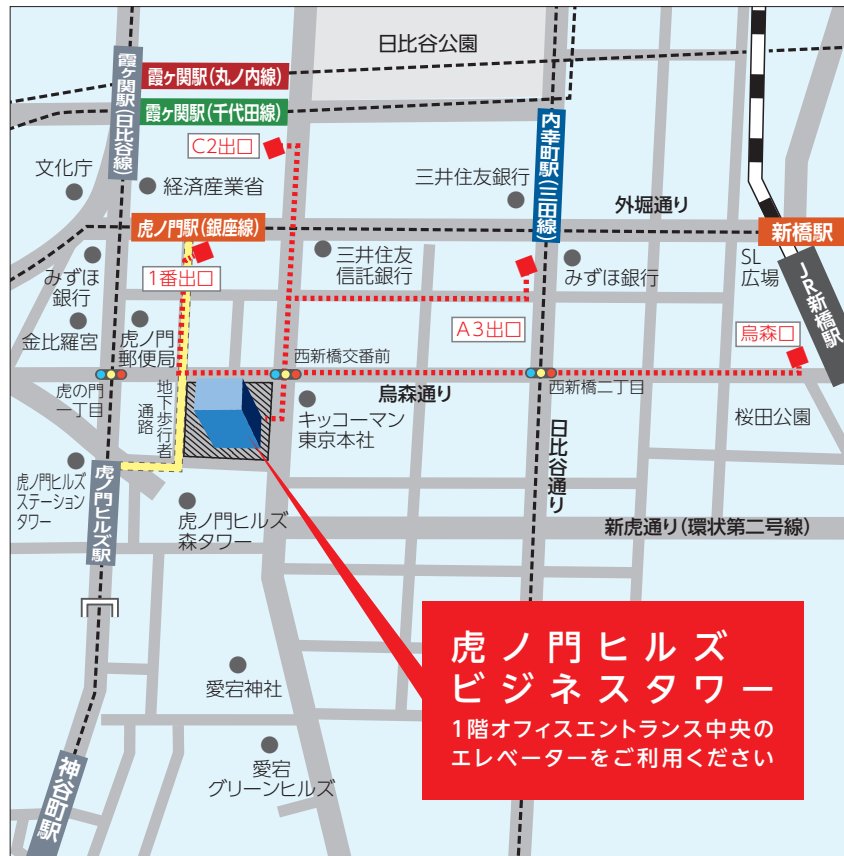 日比谷公園
霞ヶ関駅(丸ノ内線)
霞ヶ関駅(千代田線)
霞ヶ関駅(日比谷線)
C2出口
内幸町駅(三田線)
文化庁
経済産業省
三井住友銀行
外堀通り
虎ノ門駅(銀座線)
新橋駅
みずほ
銀行
1番出口
三井住友
信託銀行
みずほ銀行
SL
広場
JR新橋駅
金比羅宮
虎ノ門
郵便局
A3出口
烏森口
西新橋交番前
虎の門
一丁目
地下歩行者
通路
烏森通り
西新橋二丁目
キッコーマン
東京本社
桜田公園
日比谷通り
虎ノ門ヒルズ
ステーション
タワー
虎ノ門ヒルズ駅
虎ノ門ヒルズ
森タワー
新虎通り(環状第二号線)
虎ノ門ヒルズ
ビジネスタワー
1階オフィスエントランス中央の
エレベーターをご利用ください
愛宕神社
愛宕
グリーンヒルズ
神谷町駅